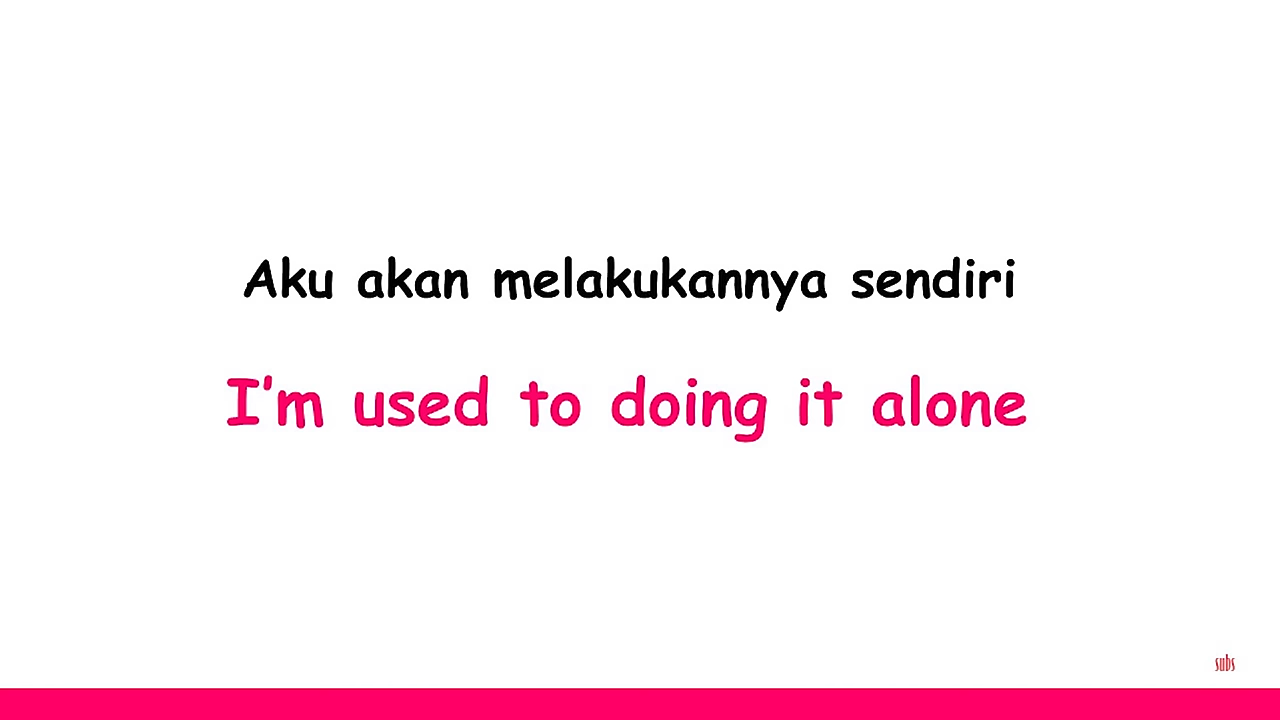 Aku akan melakukannya sendiri
I'm used to doing it alone
subs